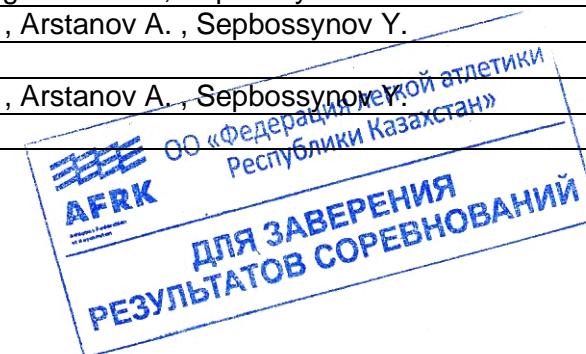 , Arstanov A. , Sepbossynov Y.
, Arstanov A. , Sepbossynov Y.
ОО «Федерация легкой атлетики
Республики Казахстан»
AFRK
ДЛЯ ЗАВЕРЕНИЯ
РЕЗУЛЬТАТОВ СОРЕВНОВАНИЙ